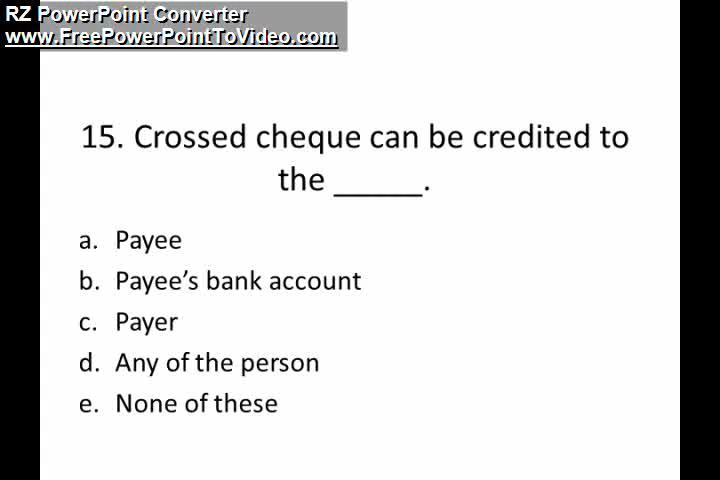 RZ PowerPoint Converter
www.FreePowerPointToVideo.com
15. Crossed cheque can be credited to
the _____.
a. Payee
b. Payee’s bank account
c. Payer
d. Any of the person
e. None of these